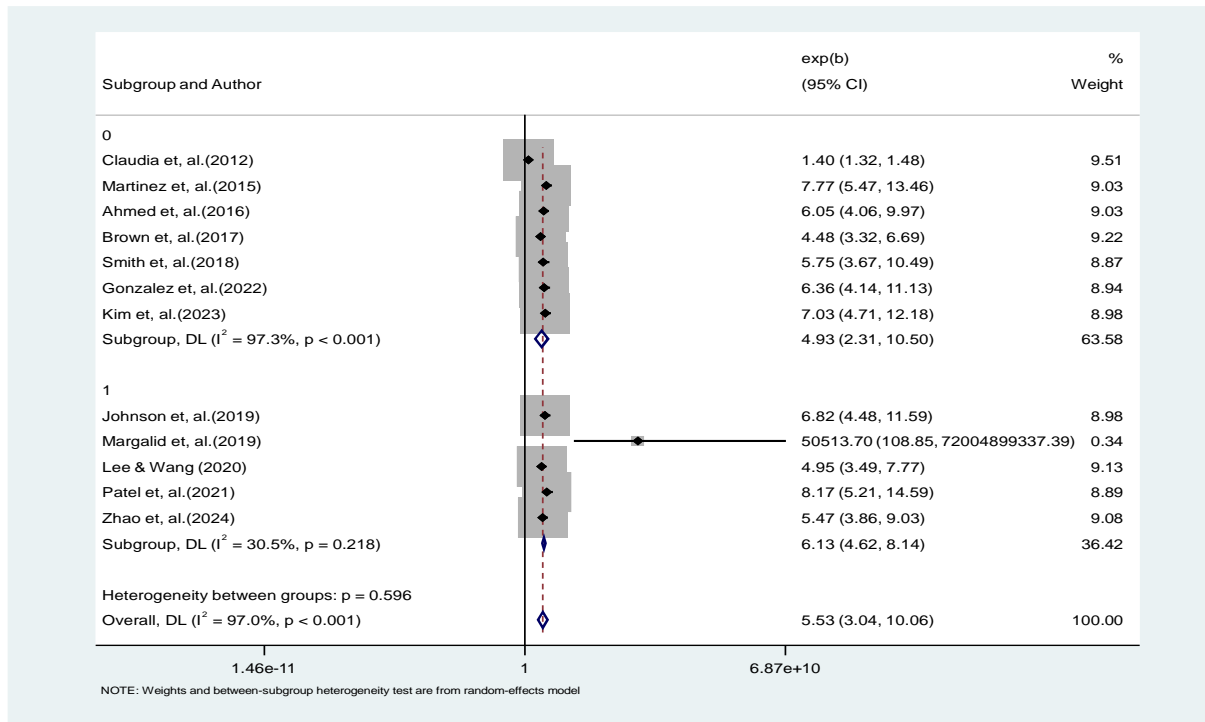 exp(b) %
Subgroup and Author (95% CI) Weight
0
Claudia et, al.(2012) 1.40 (1.32, 1.48) 9.51
Martinez et, al.(2015) 7.77 (5.47, 13.46) 9.03
Ahmed et, al.(2016) 6.05 (4.06, 9.97) 9.03
Brown et, al.(2017) 4.48 (3.32, 6.69) 9.22
Smith et, al.(2018) 5.75 (3.67, 10.49) 8.87
Gonzalez et, al.(2022) 6.36 (4.14, 11.13) 8.94
Kim et, al.(2023) 7.03 (4.71, 12.18) 8.98
Subgroup, DL (I² = 97.3%, p < 0.001) 4.93 (2.31, 10.50) 63.58
1
Johnson et, al.(2019) 6.82 (4.48, 11.59) 8.98
Margalid et, al.(2019) 50513.70 (108.85, 72004899337.39) 0.34
Lee & Wang (2020) 4.95 (3.49, 7.77) 9.13
Patel et, al.(2021) 8.17 (5.21, 14.59) 8.89
Zhao et, al.(2024) 5.47 (3.86, 9.03) 9.08
Subgroup, DL (I² = 30.5%, p = 0.218) 6.13 (4.62, 8.14) 36.42
Heterogeneity between groups: p = 0.596
Overall, DL (I² = 97.0%, p < 0.001) 5.53 (3.04, 10.06) 100.00
1.46e-11 1 6.87e+10
NOTE: Weights and between-subgroup heterogeneity test are from random-effects model